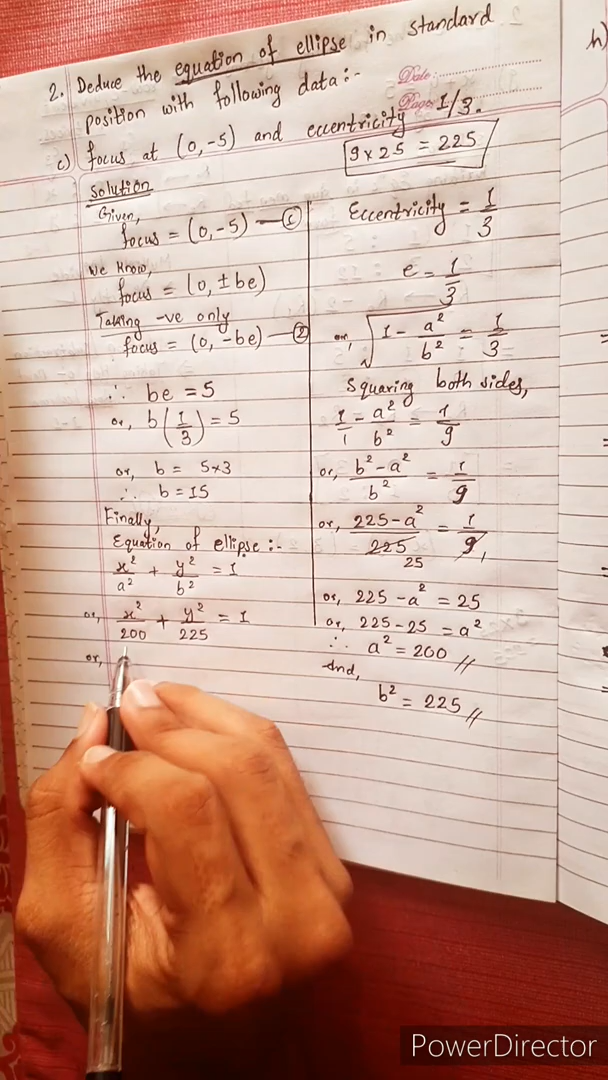 2. Deduce the equation of ellipse in standard
position with following data:-
Date:
Page:
c) focus at (0,-5) and eccentricity 1/3.
9 × 25 = 225
Solution
Given,
focus = (0,-5) — ①
We know,
focus = (0, ±be)
Taking -ve only
focus = (0, -be) — ②
∴ be = 5
or, b(1/3) = 5
or, b = 5×3
∴ b = 15
Finally,
Equation of ellipse :-
x²/a² + y²/b² = 1
or, x²/200 + y²/225 = 1
or,
Eccentricity = 1/3
e = 1/3
or, √(1 - a²/b²) = 1/3
Squaring both sides,
1/1 - a²/b² = 1/9
or, (b² - a²)/b² = 1/9
or, (225 - a²)/225 = 1/9
25 1
or, 225 - a² = 25
or, 225 - 25 = a²
∴ a² = 200 //
And,
b² = 225 //
h)
PowerDirector